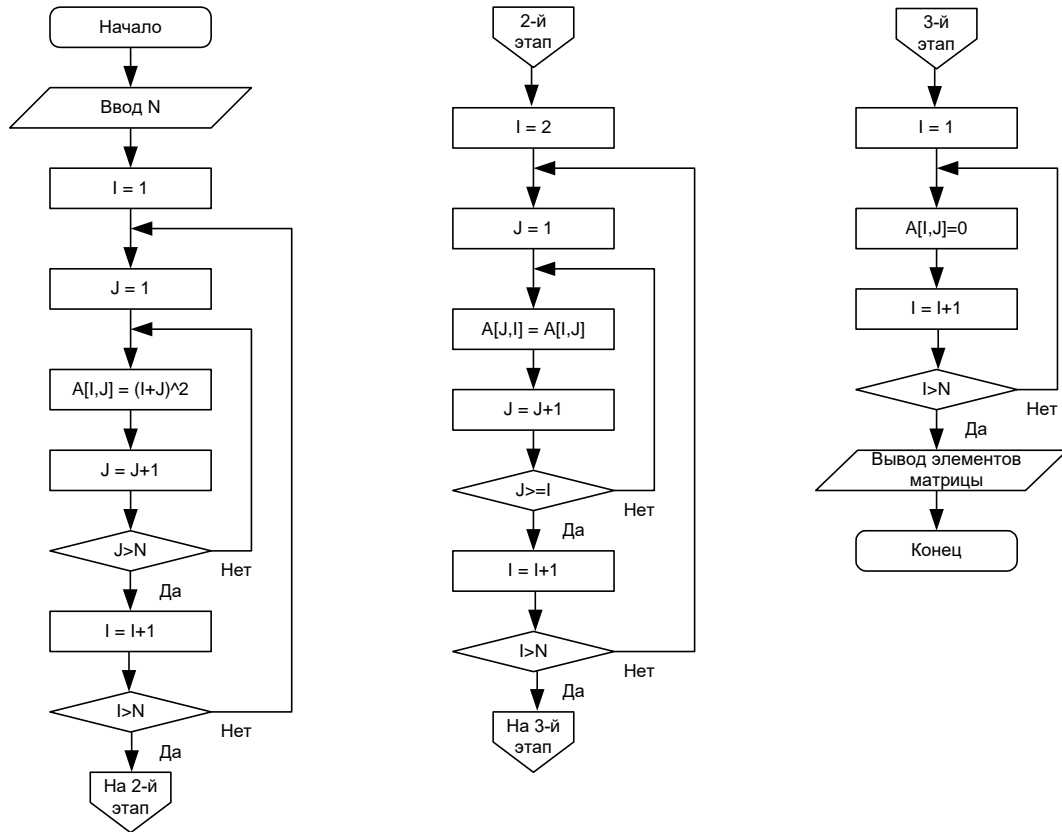 Начало
Ввод N
I = 1
J = 1
A[I,J] = (I+J)^2
J = J+1
J>N
Нет
Да
I = I+1
I>N
Нет
Да
На 2-й
этап
2-й
этап
I = 2
J = 1
A[J,I] = A[I,J]
J = J+1
J>=I
Нет
Да
I = I+1
I>N
Нет
Да
На 3-й
этап
3-й
этап
I = 1
A[I,J]=0
I = I+1
I>N
Нет
Да
Вывод элементов
матрицы
Конец